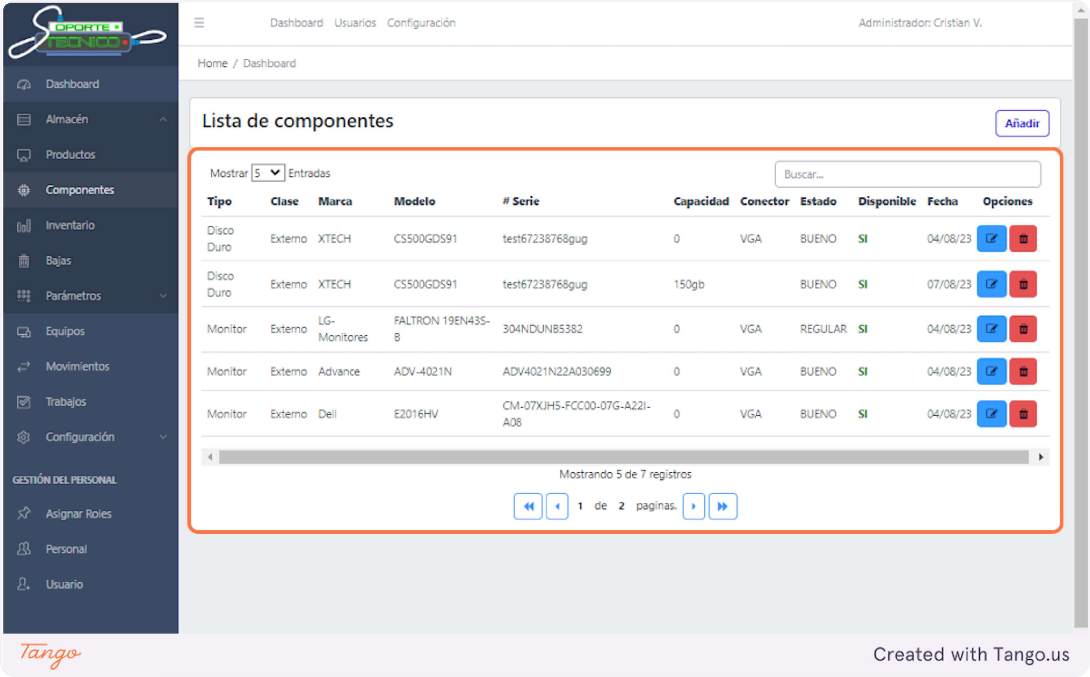 SOPORTE
TECNICO
Dashboard Usuarios Configuración
Administrador: Cristian V.
Home / Dashboard
Dashboard
Almacén
Productos
Componentes
Inventario
Bajas
Parámetros
Equipos
Movimientos
Trabajos
Configuración
GESTIÓN DEL PERSONAL
Asignar Roles
Personal
Usuario
Lista de componentes
Añadir
Mostrar 5 Entradas
Buscar...
Tipo Clase Marca Modelo # Serie Capacidad Conector Estado Disponible Fecha Opciones
Disco Duro Externo XTECH CS500GDS91 test67238768gug 0 VGA BUENO SI 04/08/23
Disco Duro Externo XTECH CS500GDS91 test67238768gug 150gb BUENO SI 07/08/23
Monitor Externo LG-Monitores FALTRON 19EN43S-B 304NDUNB5382 0 VGA REGULAR SI 04/08/23
Monitor Externo Advance ADV-4021N ADV4021N22A030699 0 VGA BUENO SI 04/08/23
Monitor Externo Dell E2016HV CM-07XJH5-FCC00-07G-A22I-A08 0 VGA BUENO SI 04/08/23
Mostrando 5 de 7 registros
1 de 2 paginas.
Tango
Created with Tango.us